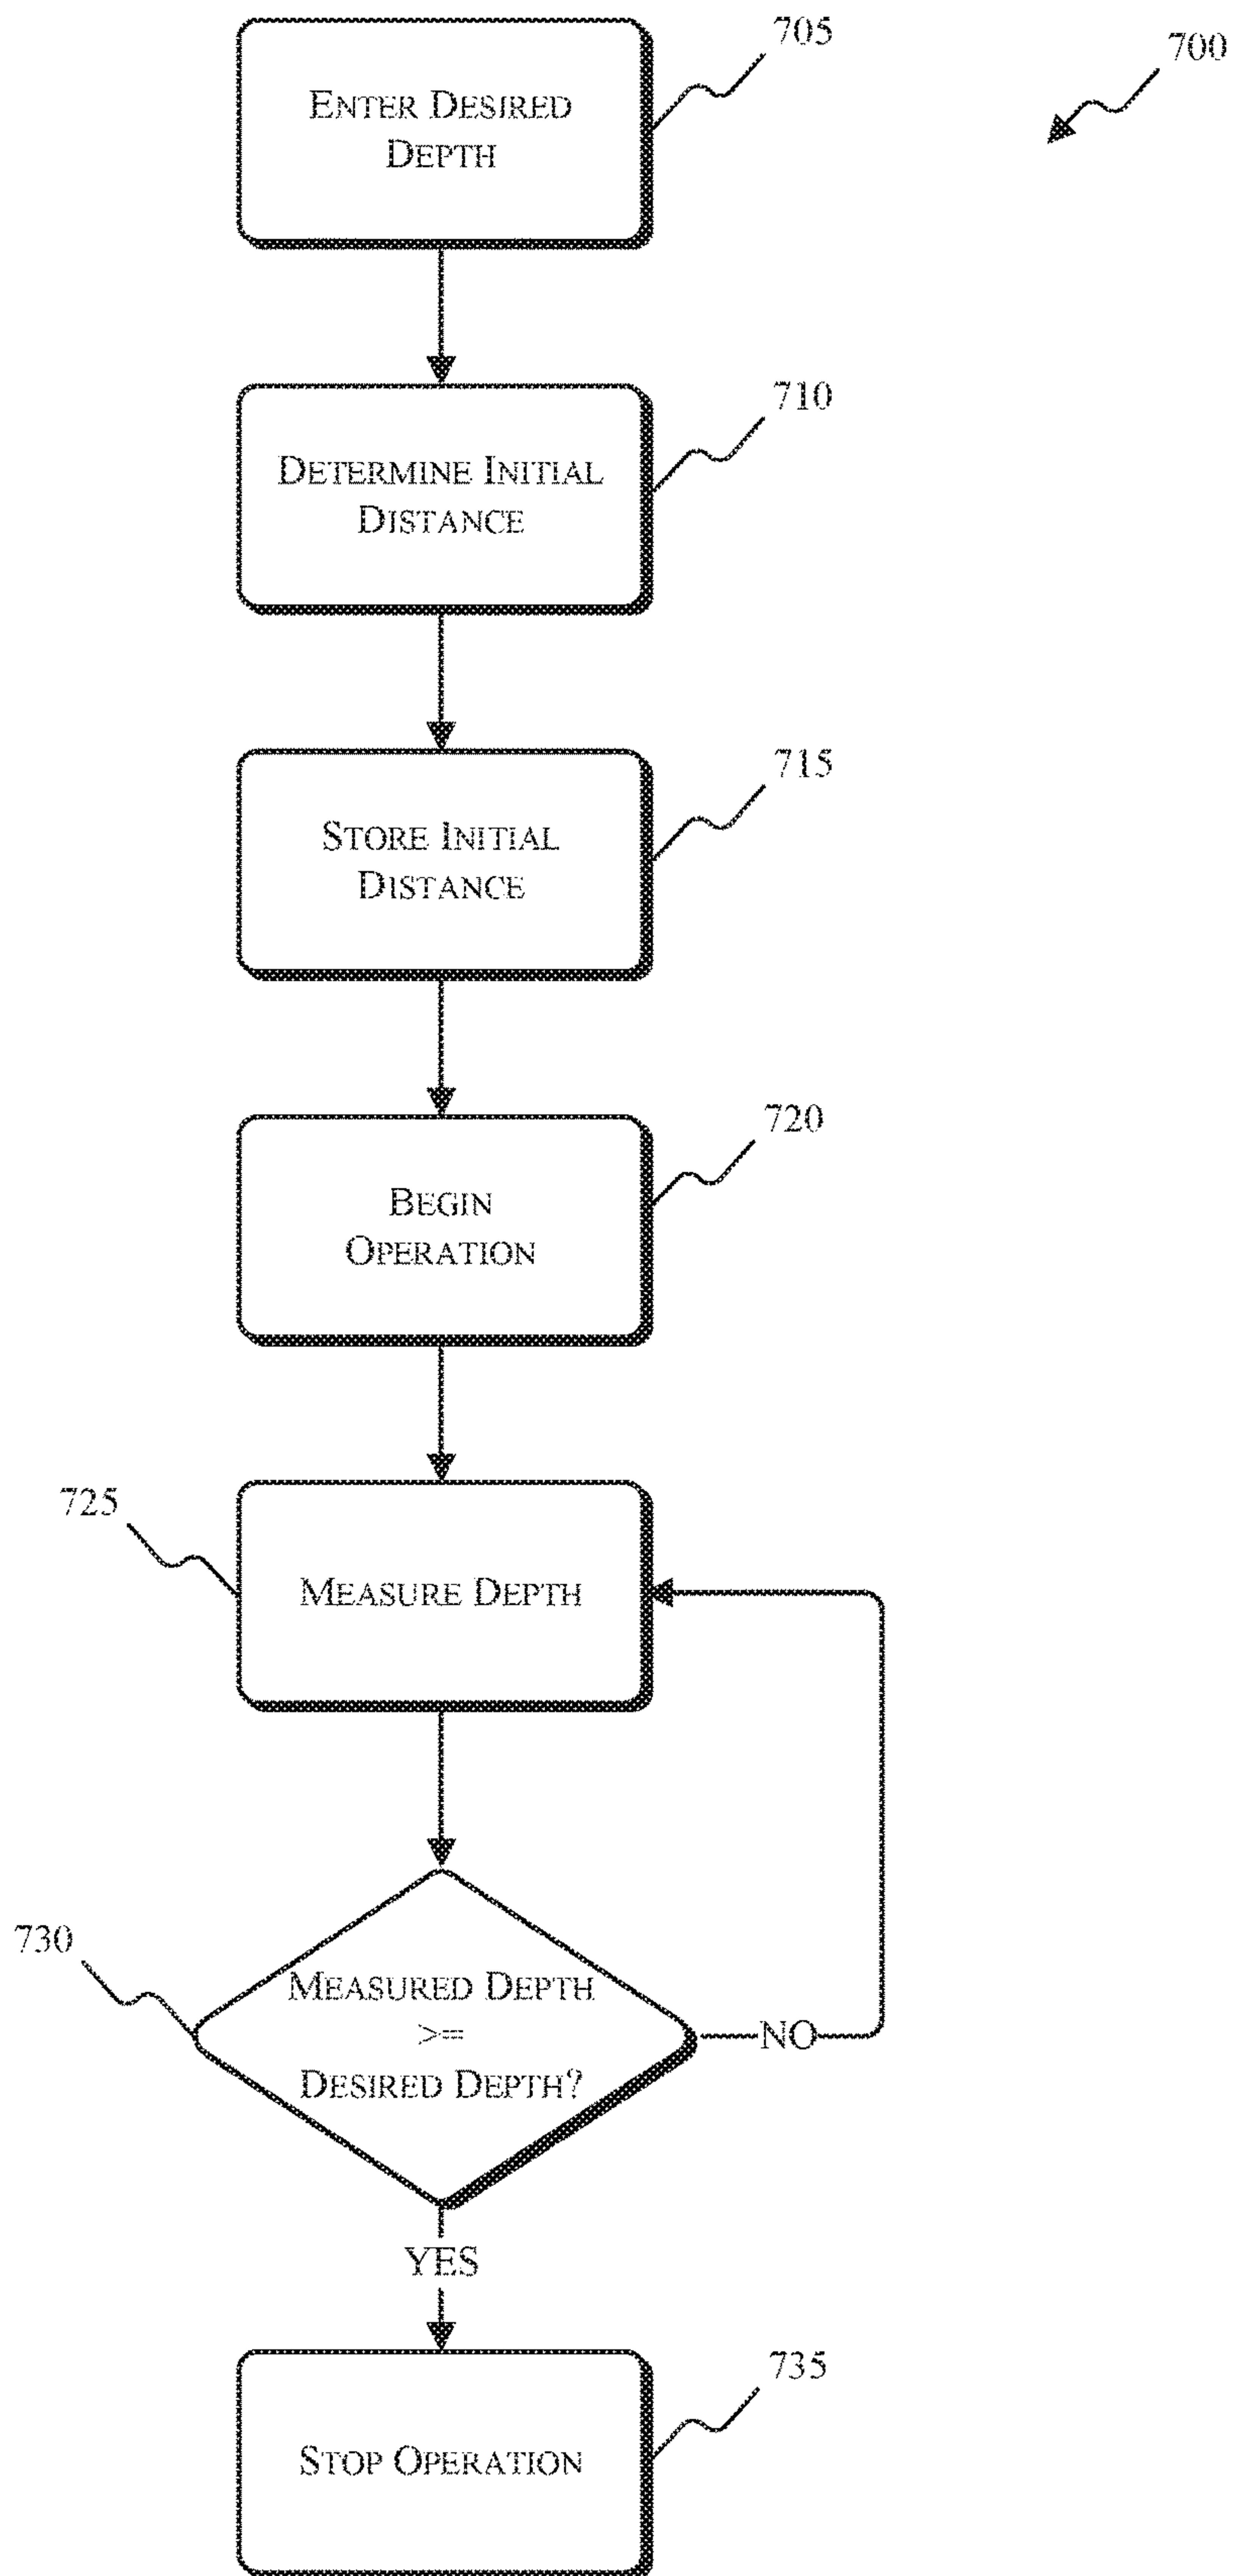 705
700
ENTER DESIRED
DEPTH
710
DETERMINE INITIAL
DISTANCE
715
STORE INITIAL
DISTANCE
720
BEGIN
OPERATION
725
MEASURE DEPTH
730
MEASURED DEPTH
>=
DESIRED DEPTH?
NO
YES
735
STOP OPERATION